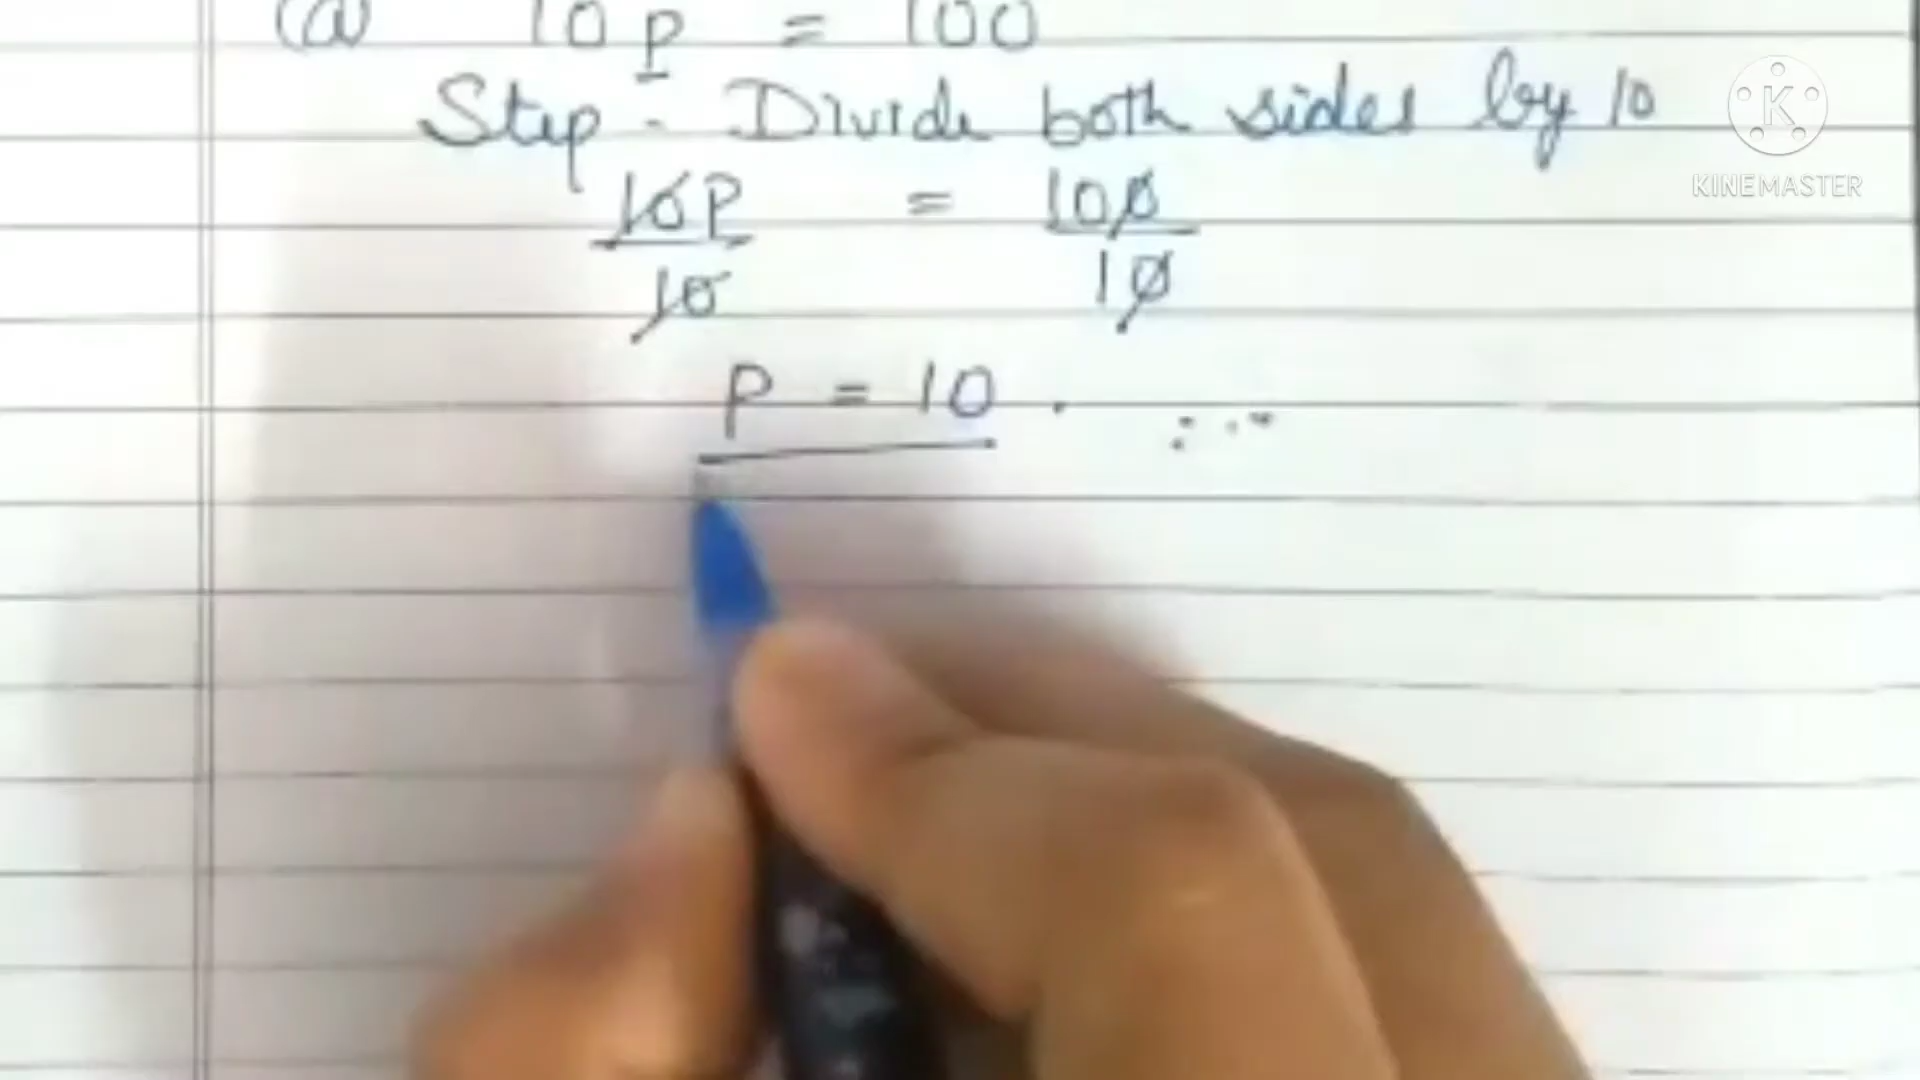 (a) 10p = 100
Step - Divide both sides by 10
10p/10 = 100/10
P = 10 .
K
KINEMASTER